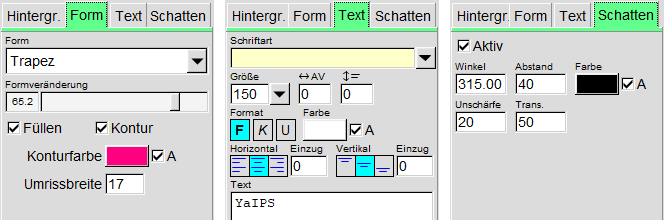 Hintergr. Form Text Schatten
Form
Trapez
Formveränderung
65.2
Füllen Kontur
Konturfarbe A
Umrissbreite 17
Hintergr. Form Text Schatten
Schriftart
Größe AV
150 0 0
Format Farbe
F K U A
Horizontal Einzug Vertikal Einzug
0 0
Text
YaIPS
Hintergr. Form Text Schatten
Aktiv
Winkel Abstand Farbe
315.00 40 A
Unschärfe Trans.
20 50